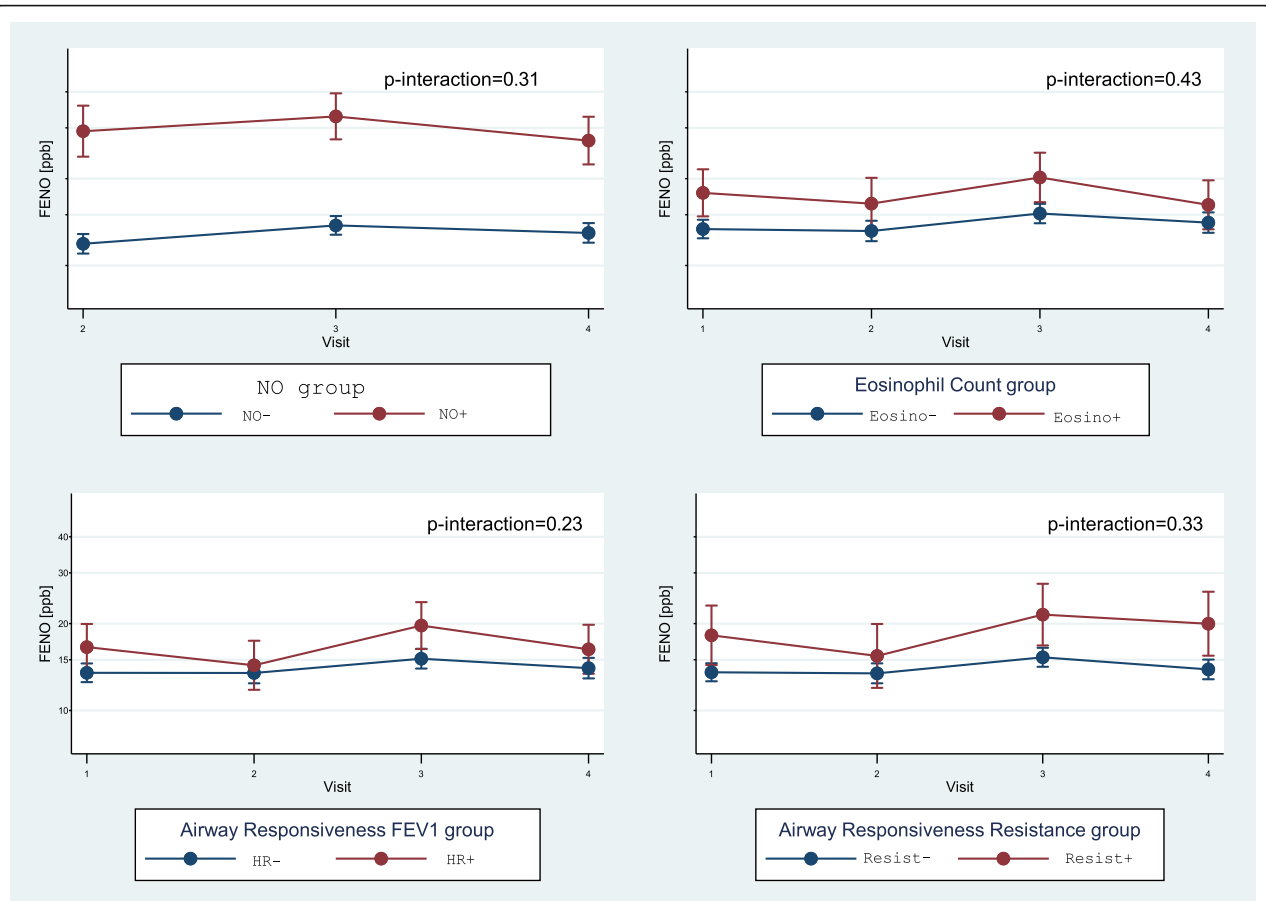 p-interaction=0.31
FENO [ppb]
2 3 4
Visit
NO group
NO- NO+
p-interaction=0.43
FENO [ppb]
1 2 3 4
Visit
Eosinophil Count group
Eosino- Eosino+
p-interaction=0.23
40
30
20
15
10
FENO [ppb]
1 2 3 4
Visit
Airway Responsiveness FEV1 group
HR- HR+
p-interaction=0.33
FENO [ppb]
1 2 3 4
Visit
Airway Responsiveness Resistance group
Resist- Resist+